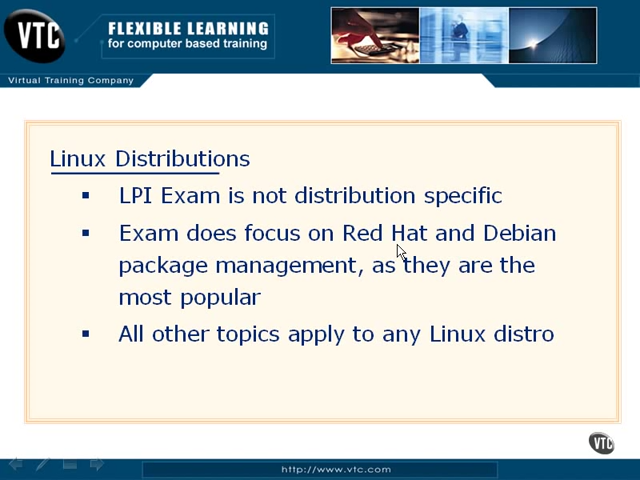 VTC
FLEXIBLE LEARNING
for computer based training
Virtual Training Company
Linux Distributions
▪ LPI Exam is not distribution specific
▪ Exam does focus on Red Hat and Debian
package management, as they are the
most popular
▪ All other topics apply to any Linux distro
VTC
http://www.vtc.com